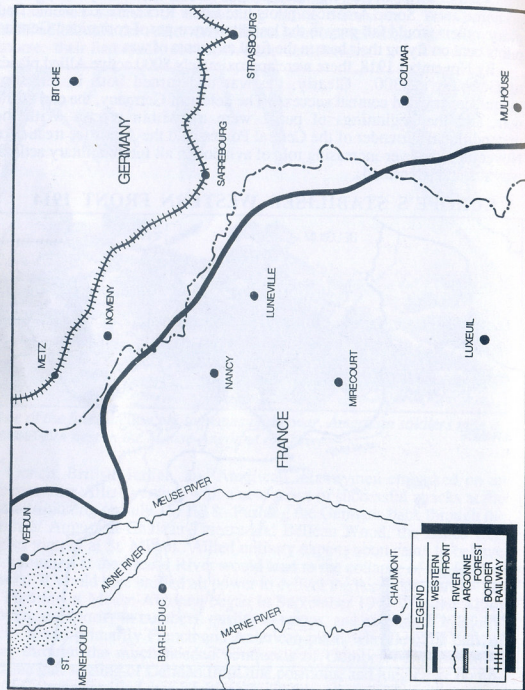 VERDUN
METZ
BITCHE
ST.
MENEHOULD
NOMENY
GERMANY
AISNE RIVER
BAR-LE-DUC
MEUSE RIVER
NANCY
SARREBOURG
STRASBOURG
MARNE RIVER
LUNEVILLE
FRANCE
MIRECOURT
CHAUMONT
COLMAR
LUXEUIL
MULHOUSE
LEGEND
WESTERN
FRONT
RIVER
ARGONNE
FOREST
BORDER
RAILWAY